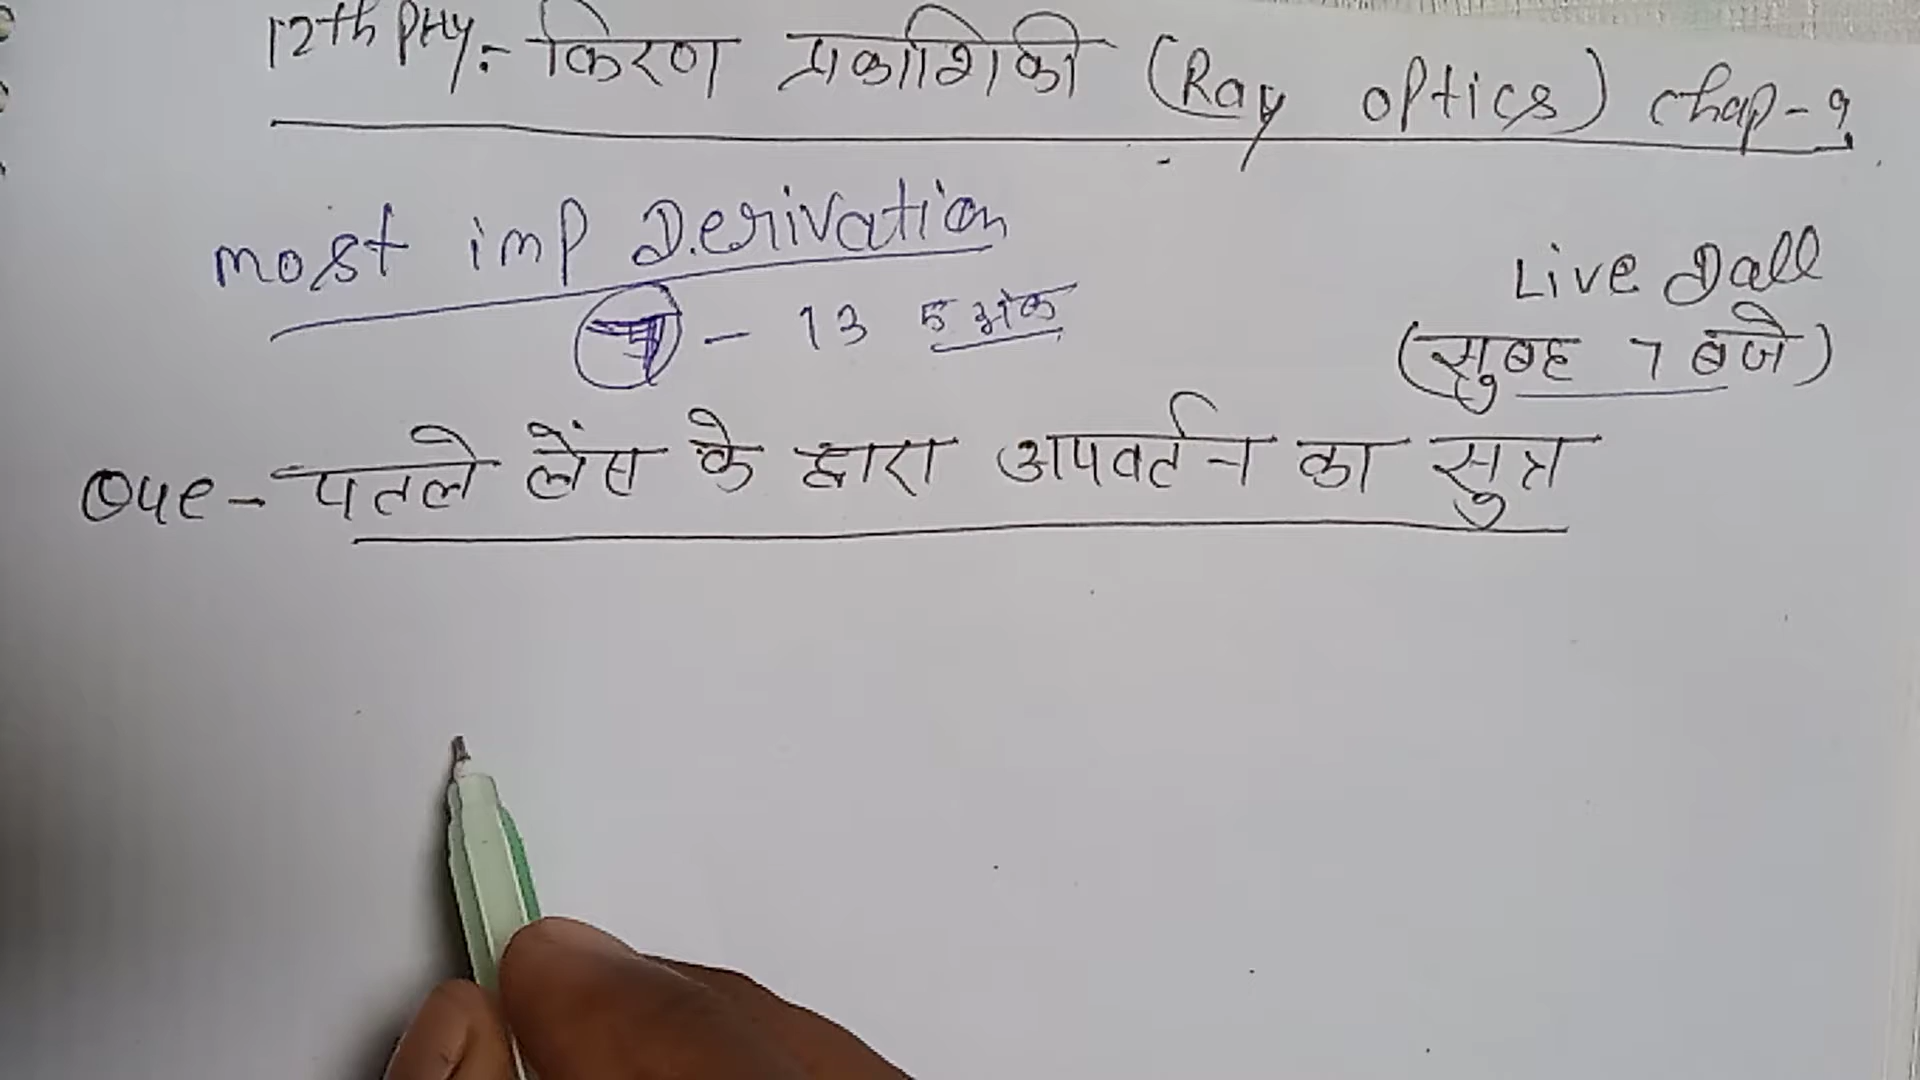 12th PHY:- किरण प्रकाशिकी (Ray optics) chap-9
most imp Derivation
- 13 5 अंक
Live Dall
(सुबह 7 बजे)
Que- पतले लेंस के द्वारा अपवर्तन का सुत्र